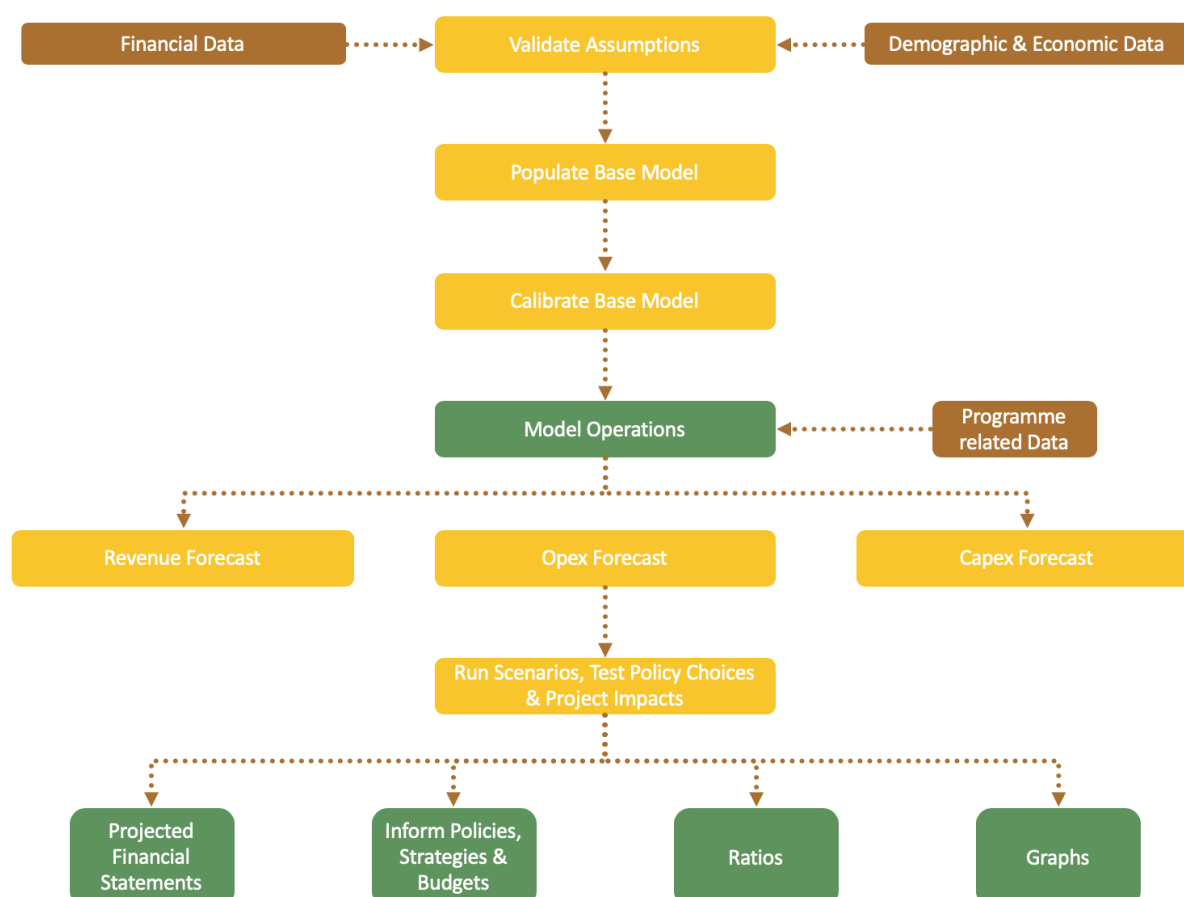 Financial Data
Validate Assumptions
Demographic & Economic Data
Populate Base Model
Calibrate Base Model
Model Operations
Programme
related Data
Revenue Forecast
Opex Forecast
Capex Forecast
Run Scenarios, Test Policy Choices
& Project Impacts
Projected
Financial
Statements
Inform Policies,
Strategies &
Budgets
Ratios
Graphs